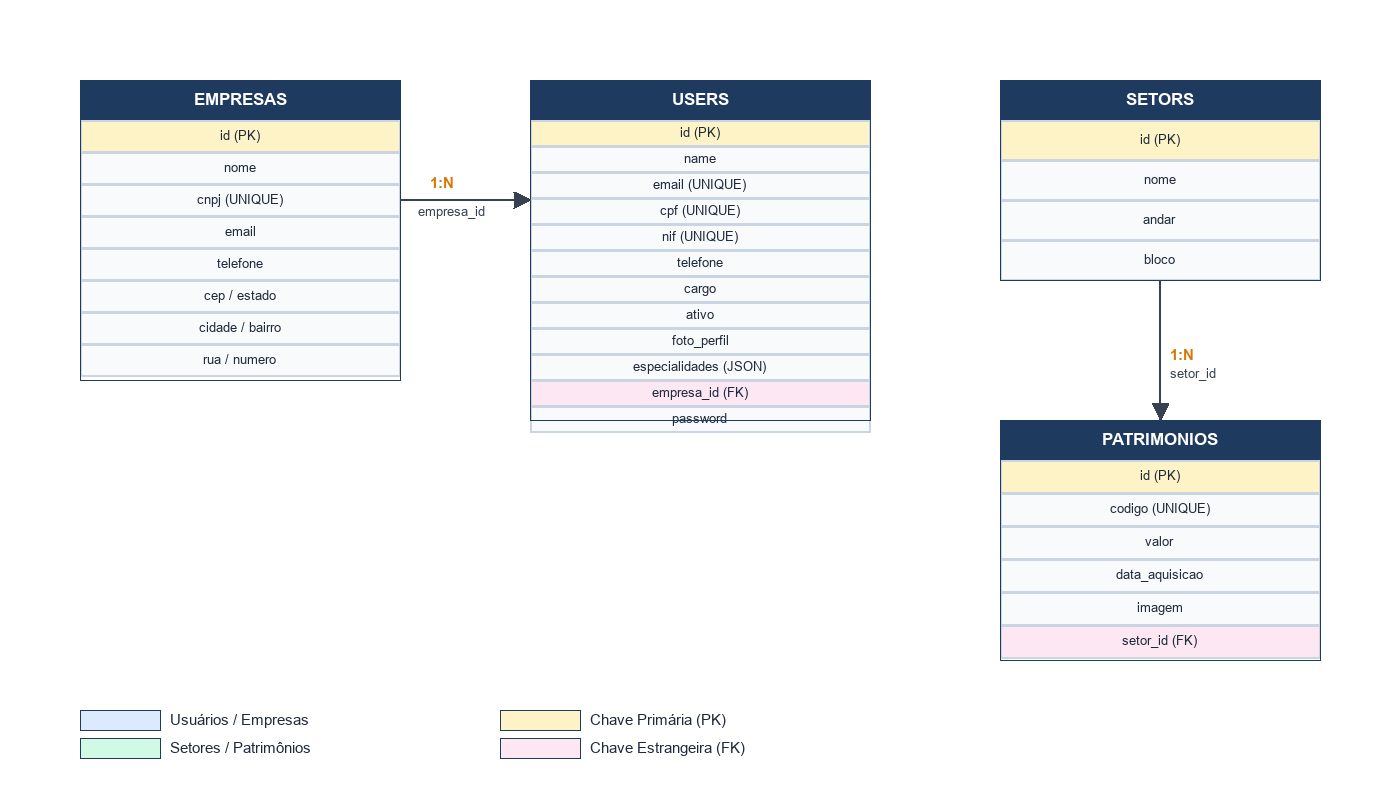 EMPRESAS
id (PK)
nome
cnpj (UNIQUE)
email
telefone
cep / estado
cidade / bairro
rua / numero
1:N
empresa_id
USERS
id (PK)
name
email (UNIQUE)
cpf (UNIQUE)
nif (UNIQUE)
telefone
cargo
ativo
foto_perfil
especialidades (JSON)
empresa_id (FK)
password
SETORS
id (PK)
nome
andar
bloco
1:N
setor_id
PATRIMONIOS
id (PK)
codigo (UNIQUE)
valor
data_aquisicao
imagem
setor_id (FK)
Usuários / Empresas
Setores / Patrimônios
Chave Primária (PK)
Chave Estrangeira (FK)